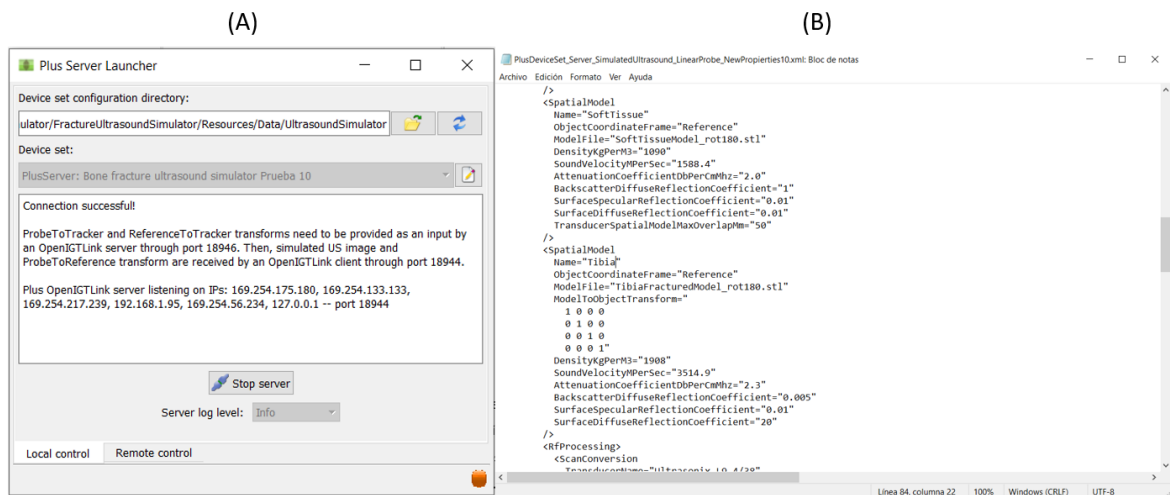 (A)
(B)
Plus Server Launcher
Device set configuration directory:
ulator/FractureUltrasoundSimulator/Resources/Data/UltrasoundSimulator
Device set:
PlusServer: Bone fracture ultrasound simulator Prueba 10
Connection successful!
ProbeToTracker and ReferenceToTracker transforms need to be provided as an input by
an OpenIGTLink server through port 18946. Then, simulated US image and
ProbeToReference transform are received by an OpenIGTLink client through port 18944.
Plus OpenIGTLink server listening on IPs: 169.254.175.180, 169.254.133.133,
169.254.217.239, 192.168.1.95, 169.254.56.234, 127.0.0.1 -- port 18944
Stop server
Server log level: Info
Local control Remote control
PlusDeviceSet_Server_SimulatedUltrasound_LinearProbe_NewPropierties10.xml: Bloc de notas
Archivo Edición Formato Ver Ayuda
/>
<SpatialModel
Name="SoftTissue"
ObjectCoordinateFrame="Reference"
ModelFile="SoftTissueModel_rot180.stl"
DensityKgPerM3="1090"
SoundVelocityMPerSec="1588.4"
AttenuationCoefficientDbPerCmMhz="2.0"
BackscatterDiffuseReflectionCoefficient="1"
SurfaceSpecularReflectionCoefficient="0.01"
SurfaceDiffuseReflectionCoefficient="0.01"
TransducerSpatialModelMaxOverlapMm="50"
/>
<SpatialModel
Name="Tibia"
ObjectCoordinateFrame="Reference"
ModelFile="TibiaFracturedModel_rot180.stl"
ModelToObjectTransform="
1 0 0 0
0 1 0 0
0 0 1 0
0 0 0 1"
DensityKgPerM3="1908"
SoundVelocityMPerSec="3514.9"
AttenuationCoefficientDbPerCmMhz="2.3"
BackscatterDiffuseReflectionCoefficient="0.005"
SurfaceSpecularReflectionCoefficient="0.01"
SurfaceDiffuseReflectionCoefficient="20"
/>
<RfProcessing>
<ScanConversion
TransducerName="Ultrasonix_L9-4/38"
Línea 84, columna 22 100% Windows (CRLF) UTF-8